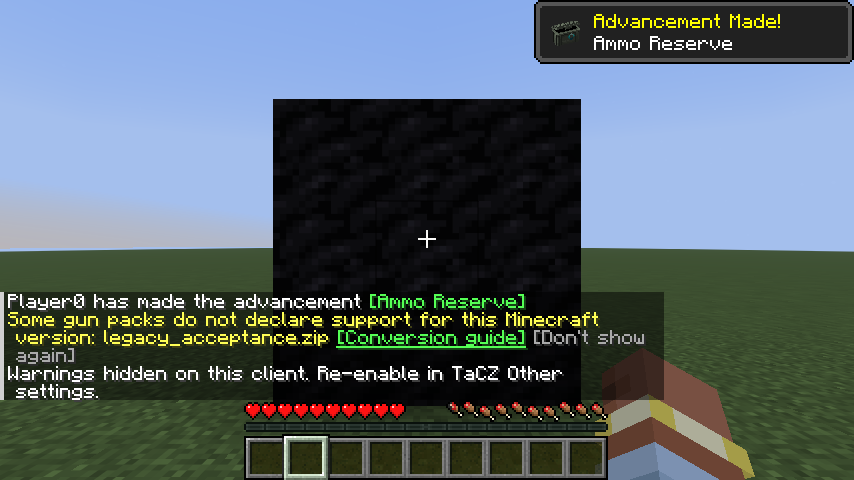 Advancement Made!
Ammo Reserve
Player0 has made the advancement [Ammo Reserve]
Some gun packs do not declare support for this Minecraft
version: legacy_acceptance.zip [Conversion guide] [Don't show
again]
Warnings hidden on this client. Re-enable in TaCZ Other
settings.